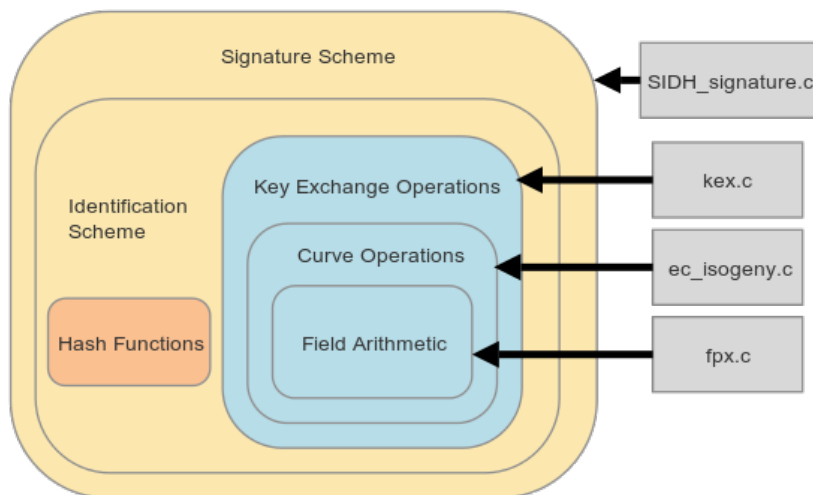 Signature Scheme
SIDH_signature.c
kex.c
Key Exchange Operations
Identification
Scheme
Curve Operations
ec_isogeny.c
Hash Functions
Field Arithmetic
fpx.c